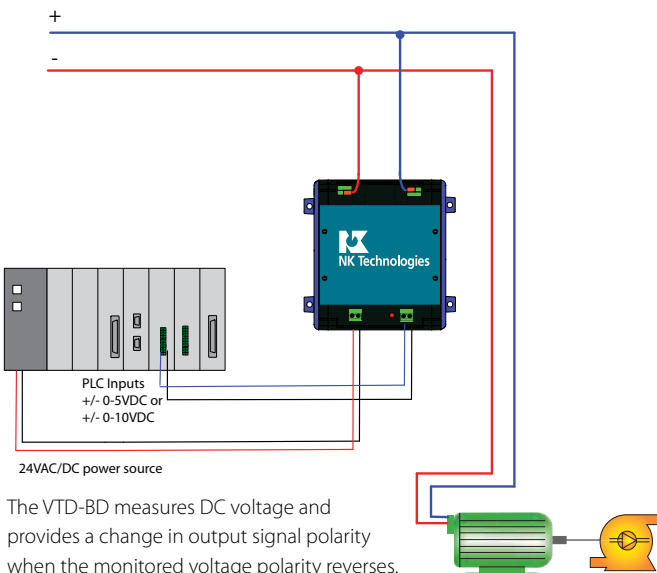 +
-
NK Technologies
PLC Inputs
+/- 0-5VDC or
+/- 0-10VDC
24VAC/DC power source
The VTD-BD measures DC voltage and
provides a change in output signal polarity
when the monitored voltage polarity reverses.